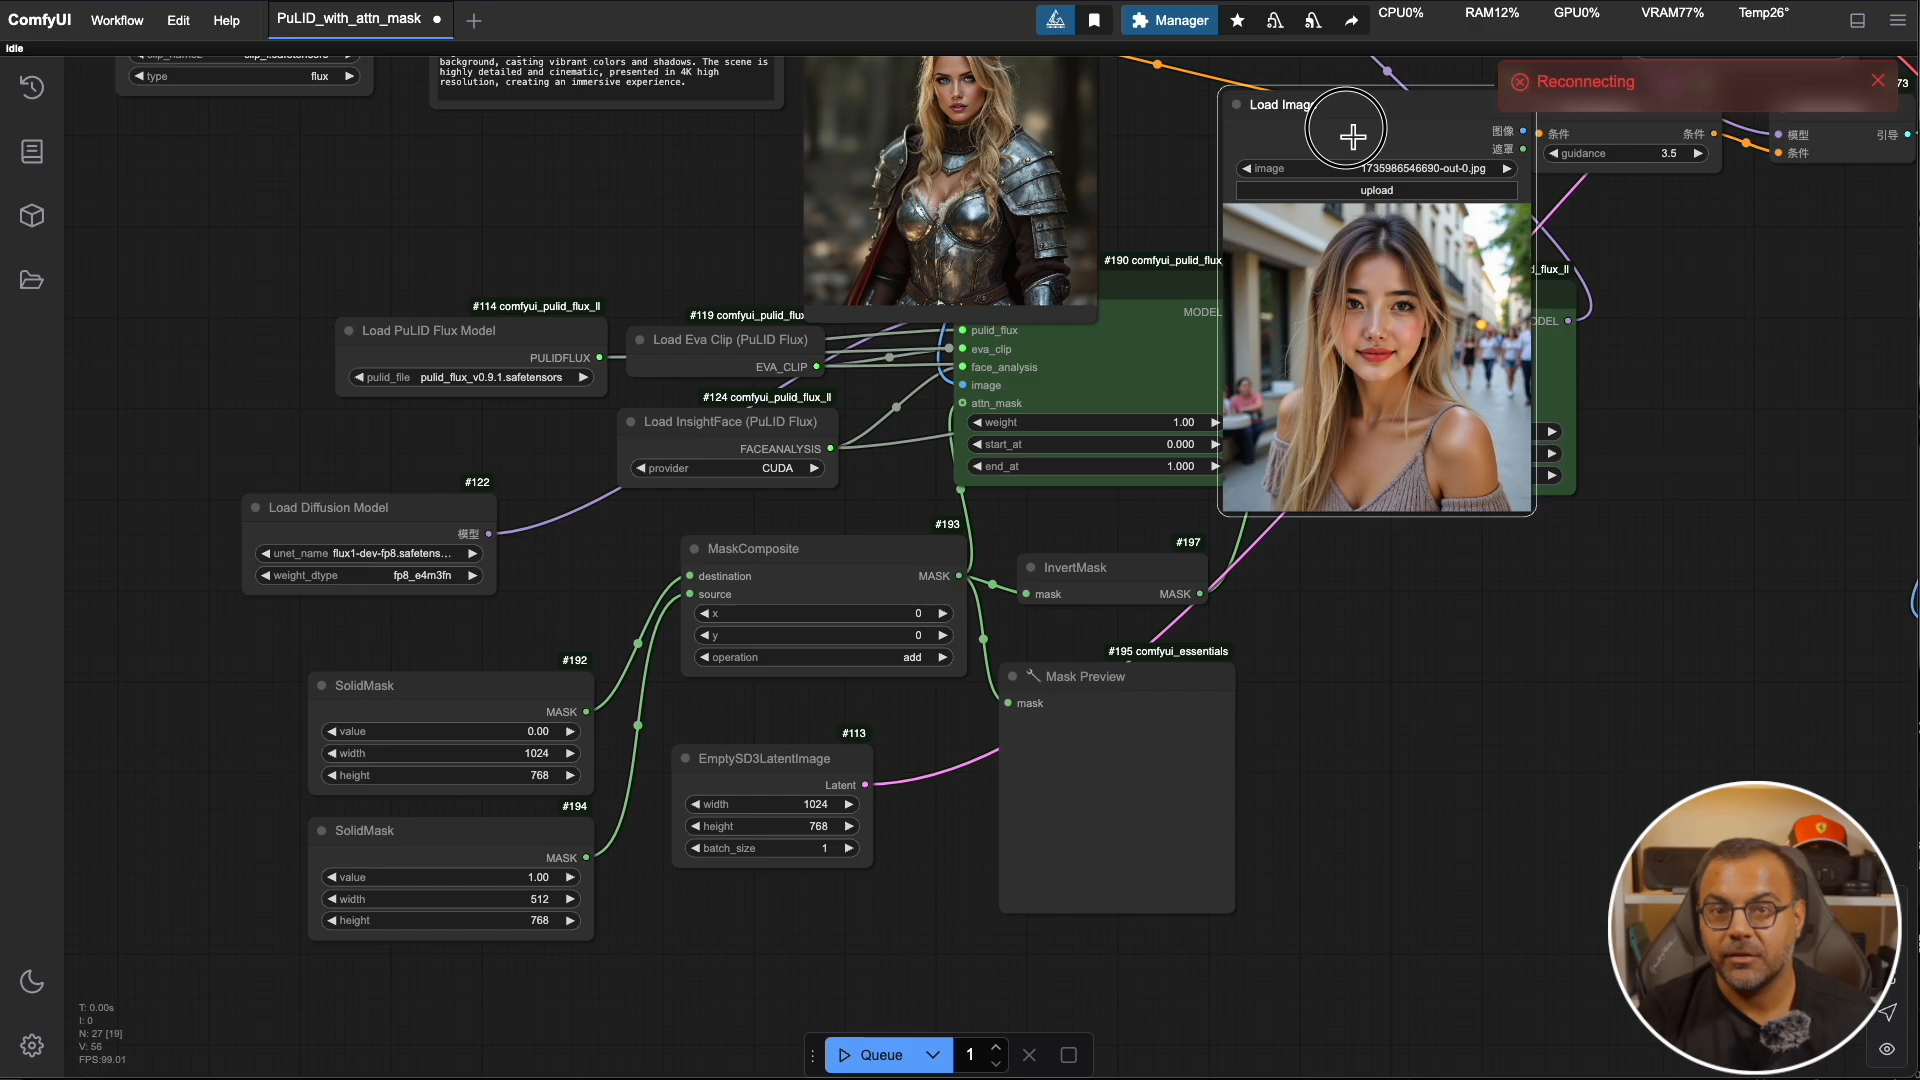 ComfyUI
Workflow
Edit
Help
PuLID_with_attn_mask
Manager
CPU0%
RAM12%
GPU0%
VRAM77%
Temp26°
Idle
type
flux
background, casting vibrant colors and shadows. The scene is
highly detailed and cinematic, presented in 4K high
resolution, creating an immersive experience.
Reconnecting
73
Load Imag
图像
遮罩
image
1735986546690-out-0.jpg
upload
条件
条件
guidance
3.5
模型
引导
条件
#190 comfyui_pulid_flux
MODEL
pulid_flux
eva_clip
face_analysis
image
attn_mask
weight
1.00
start_at
0.000
end_at
1.000
_flux_ll
ODEL
#114 comfyui_pulid_flux_ll
Load PuLID Flux Model
PULIDFLUX
pulid_file
pulid_flux_v0.9.1.safetensors
#119 comfyui_pulid_flux
Load Eva Clip (PuLID Flux)
EVA_CLIP
#124 comfyui_pulid_flux_ll
Load InsightFace (PuLID Flux)
FACEANALYSIS
provider
CUDA
#122
Load Diffusion Model
模型
unet_name
flux1-dev-fp8.safetens...
weight_dtype
fp8_e4m3fn
#193
MaskComposite
destination
MASK
source
x
0
y
0
operation
add
#197
InvertMask
mask
MASK
#195 comfyui_essentials
Mask Preview
mask
#192
SolidMask
MASK
value
0.00
width
1024
height
768
#194
SolidMask
MASK
value
1.00
width
512
height
768
#113
EmptySD3LatentImage
Latent
width
1024
height
768
batch_size
1
T: 0.00s
I: 0
N: 27 [19]
V: 56
FPS:99.01
Queue
1